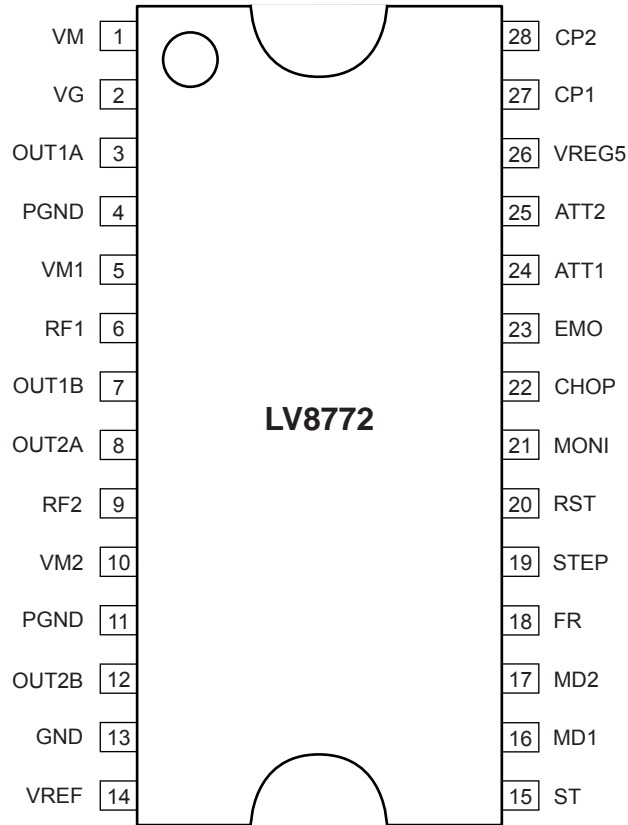 VM 1 28 CP2
VG 2 27 CP1
OUT1A 3 26 VREG5
PGND 4 25 ATT2
VM1 5 24 ATT1
RF1 6 23 EMO
OUT1B 7 22 CHOP
LV8772
OUT2A 8 21 MONI
RF2 9 20 RST
VM2 10 19 STEP
PGND 11 18 FR
OUT2B 12 17 MD2
GND 13 16 MD1
VREF 14 15 ST